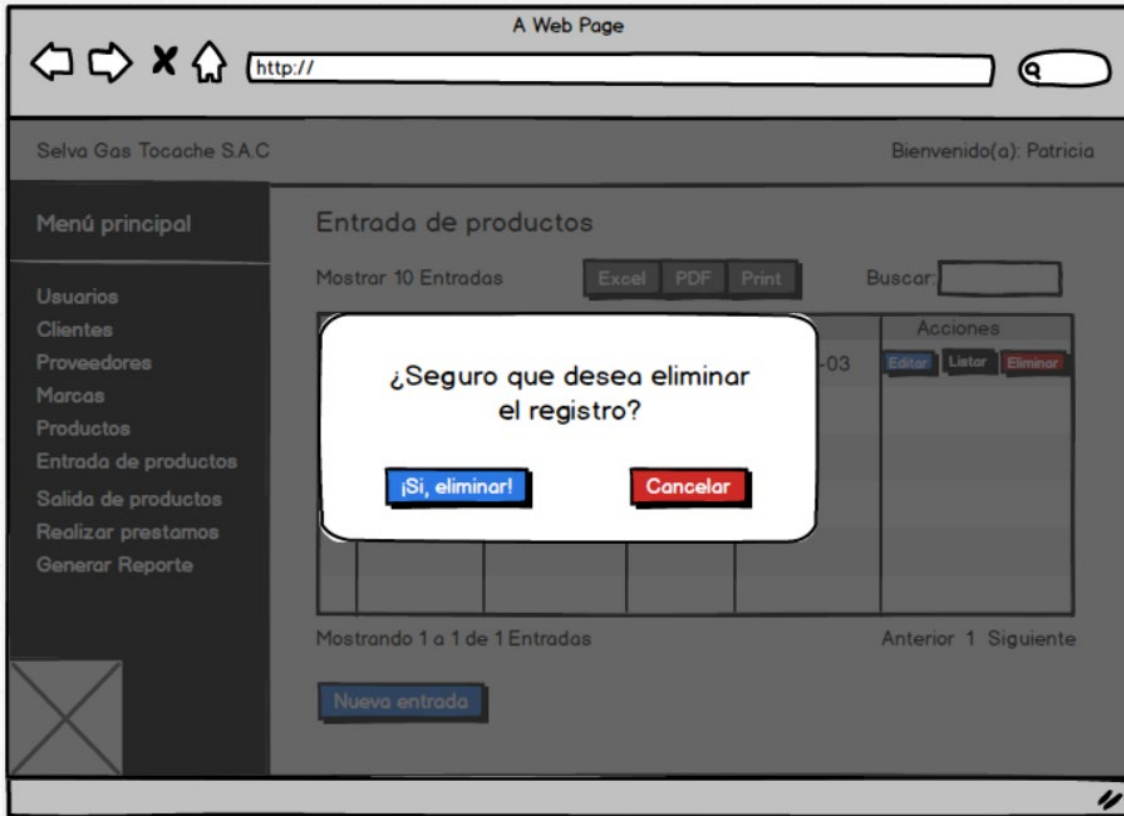 A Web Page
http://
Selva Gas Tocache S.A.C
Bienvenido(a): Patricia
Menú principal
Usuarios
Clientes
Proveedores
Marcas
Productos
Entrada de productos
Salida de productos
Realizar prestamos
Generar Reporte
Entrada de productos
Mostrar 10 Entradas
Excel PDF Print
Buscar:
Acciones
-03
Editar Listar Eliminar
¿Seguro que desea eliminar
el registro?
¡Si, eliminar!
Cancelar
Mostrando 1 a 1 de 1 Entradas
Anterior 1 Siguiente
Nueva entrada